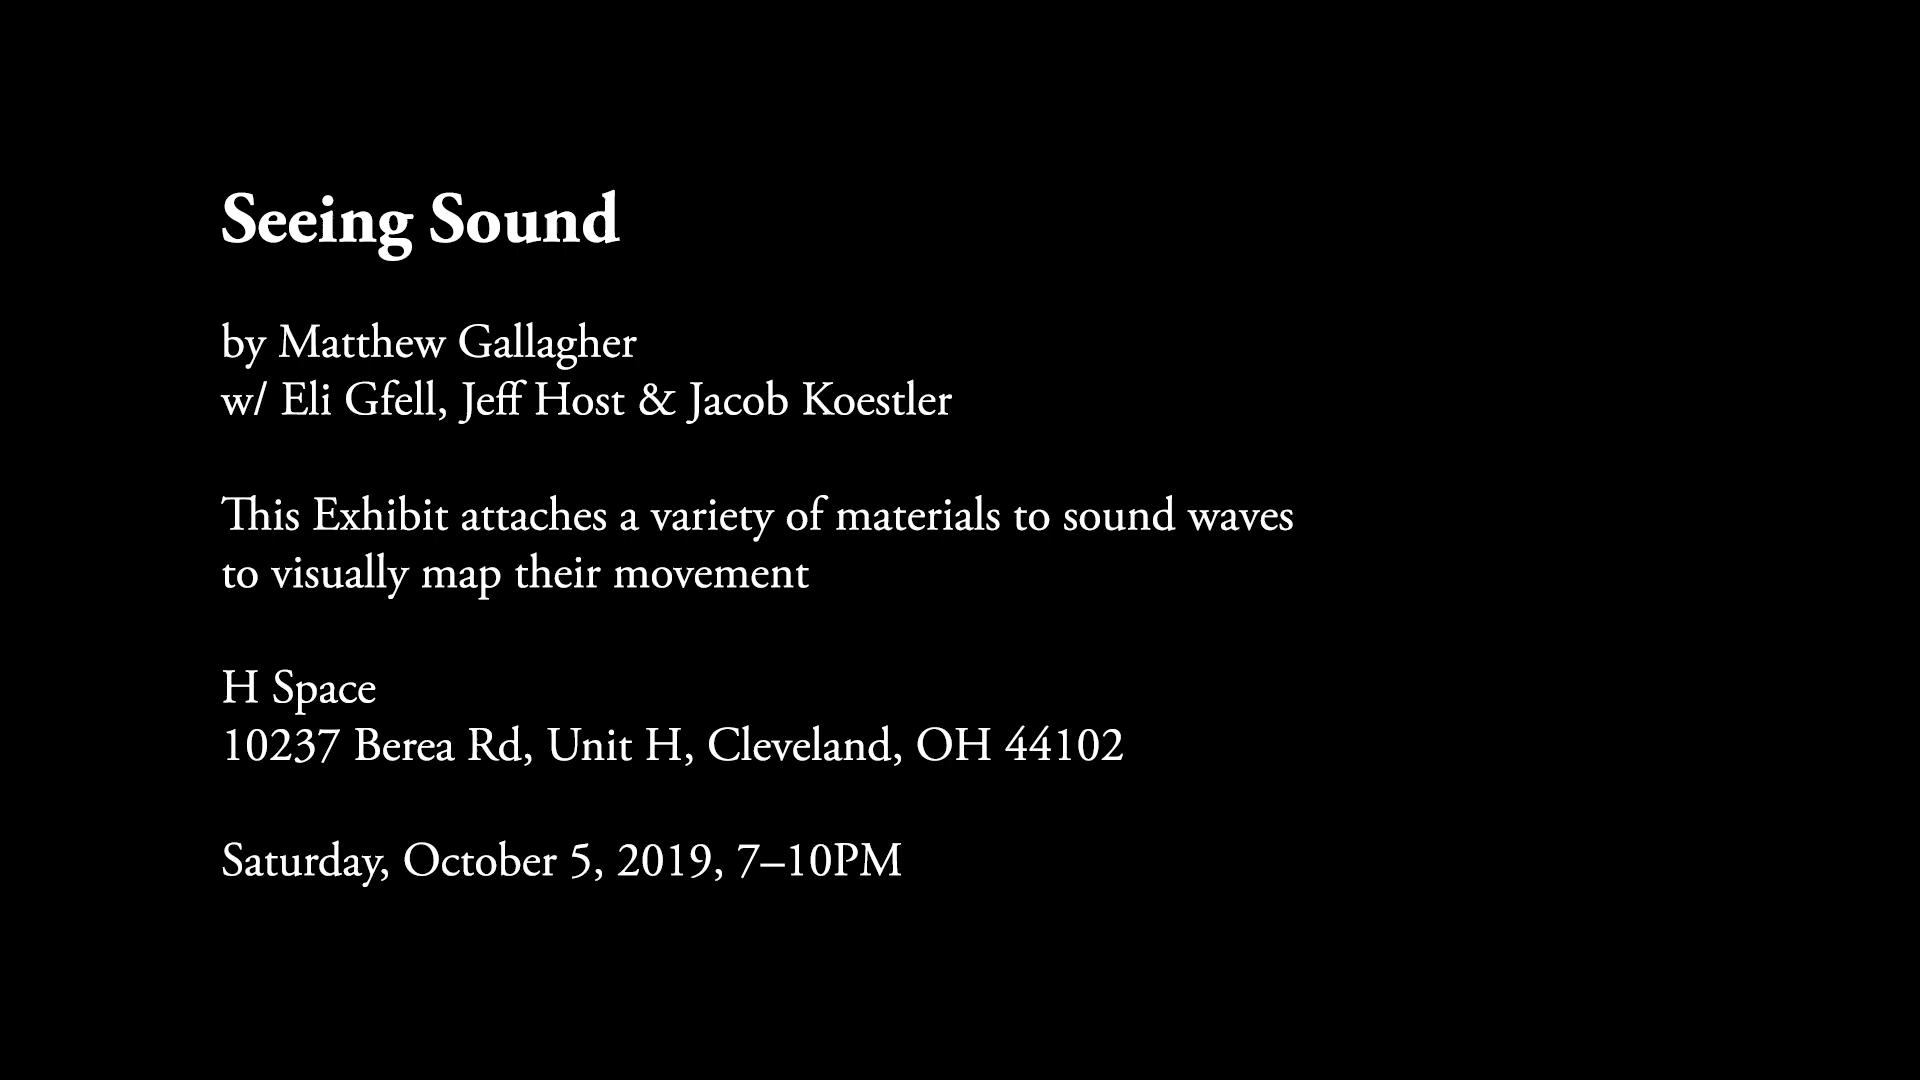 Seeing Sound
by Matthew Gallagher
w/ Eli Gfell, Jeff Host & Jacob Koestler
This Exhibit attaches a variety of materials to sound waves
to visually map their movement
H Space
10237 Berea Rd, Unit H, Cleveland, OH 44102
Saturday, October 5, 2019, 7–10PM